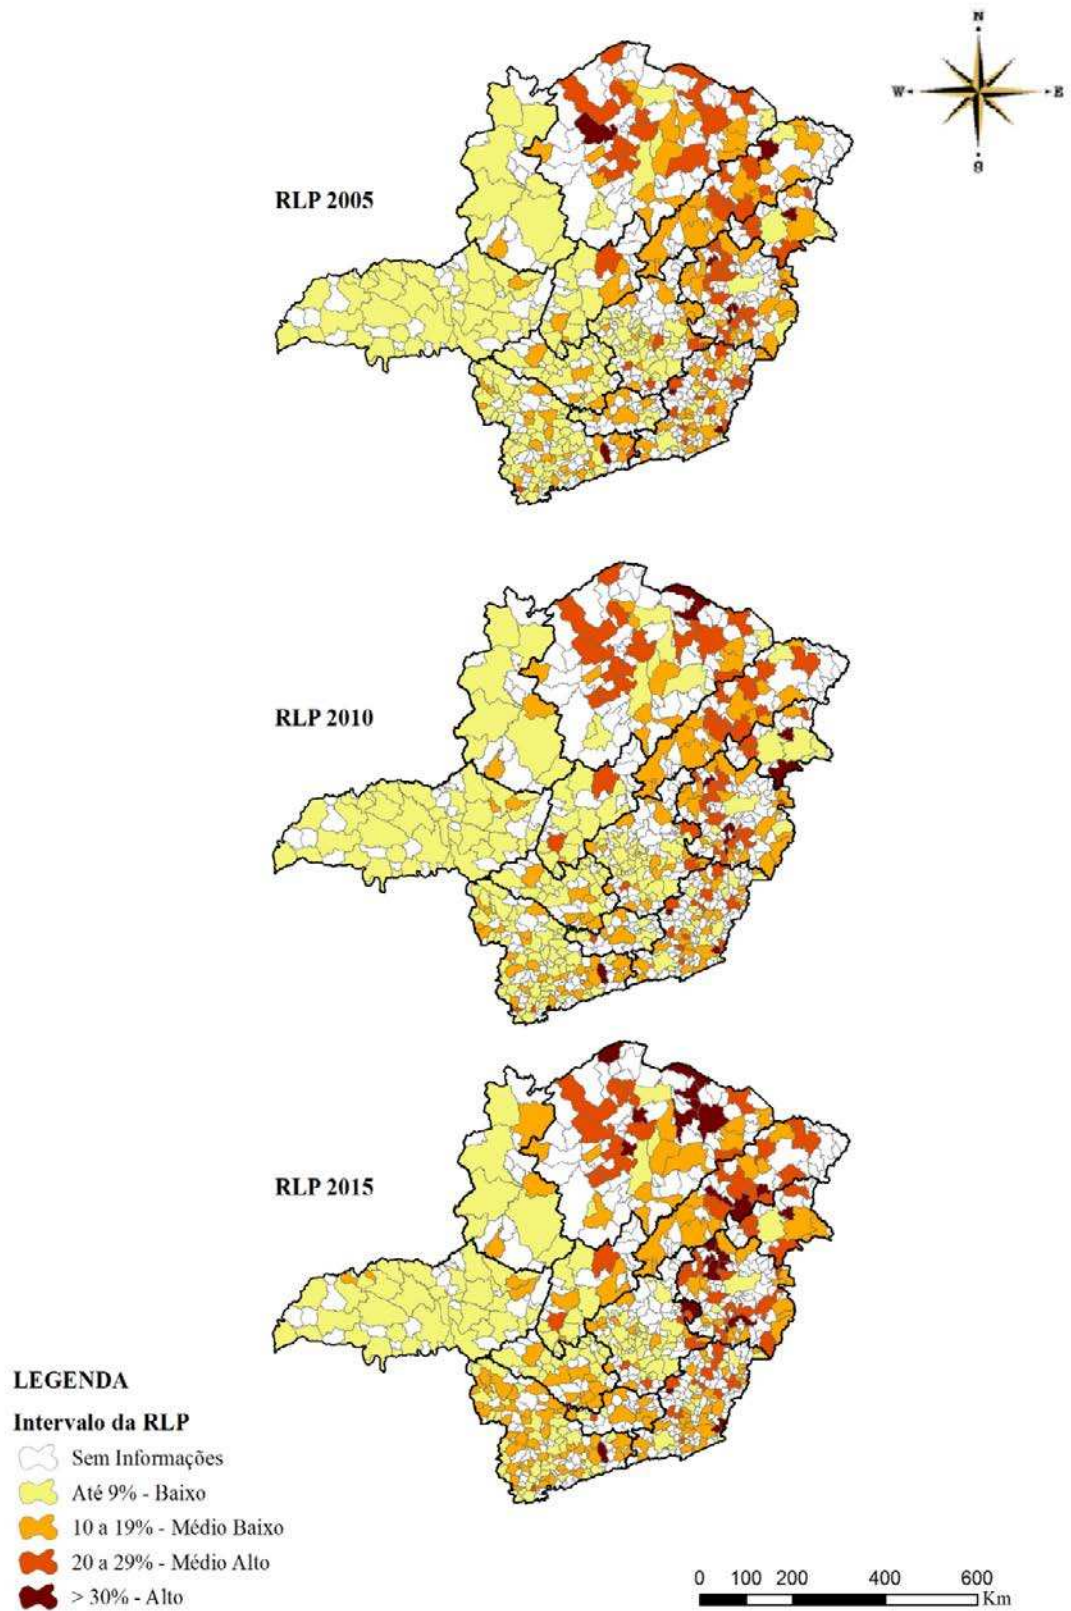 N
W
E
S
RLP 2005
RLP 2010
RLP 2015
LEGENDA
Intervalo da RLP
Sem Informações
Até 9% - Baixo
10 a 19% - Médio Baixo
20 a 29% - Médio Alto
> 30% - Alto
0 100 200 400 600
Km